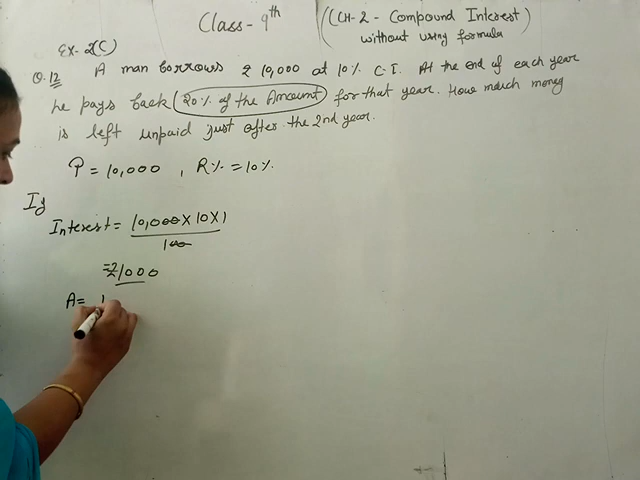 Class - 9th
(CH-2 - Compound Interest)
without using formula
Ex- 2(C)
Q.12 A man borrows ₹ 10,000 at 10% C.I. At the end of each year
he pays back (20% of the Amount) for that year. How much money
is left unpaid just after the 2nd year.
P = 10,000 , R% = 10%.
Iy
Interest = 10,000 X 10 X 1
100
= ₹ 1000
A = 1